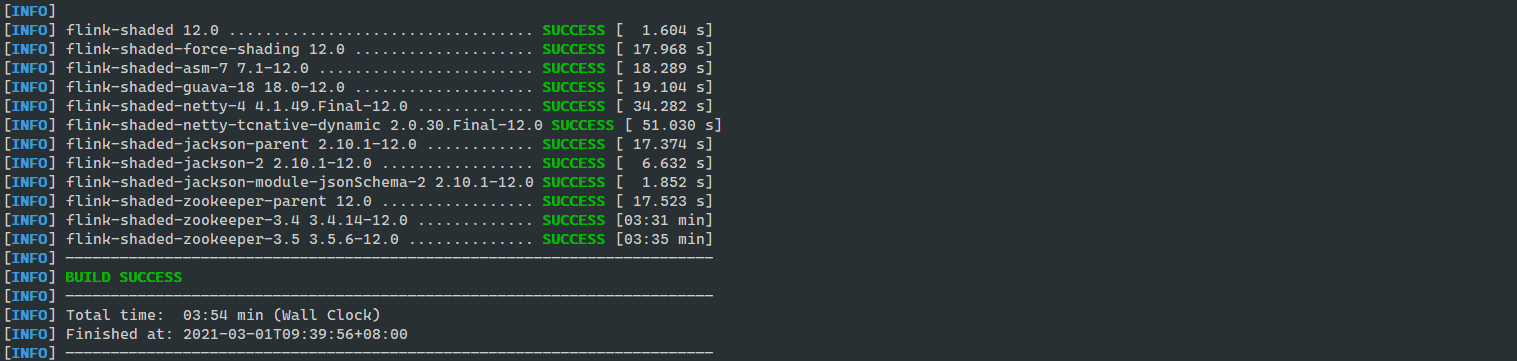 [INFO]
[INFO] flink-shaded 12.0 .................................. SUCCESS [  1.604 s]
[INFO] flink-shaded-force-shading 12.0 .................... SUCCESS [ 17.968 s]
[INFO] flink-shaded-asm-7 7.1-12.0 ........................ SUCCESS [ 18.289 s]
[INFO] flink-shaded-guava-18 18.0-12.0 .................... SUCCESS [ 19.104 s]
[INFO] flink-shaded-netty-4 4.1.49.Final-12.0 ............. SUCCESS [ 34.282 s]
[INFO] flink-shaded-netty-tcnative-dynamic 2.0.30.Final-12.0 SUCCESS [ 51.030 s]
[INFO] flink-shaded-jackson-parent 2.10.1-12.0 ............ SUCCESS [ 17.374 s]
[INFO] flink-shaded-jackson-2 2.10.1-12.0 ................. SUCCESS [  6.632 s]
[INFO] flink-shaded-jackson-module-jsonSchema-2 2.10.1-12.0 SUCCESS [  1.852 s]
[INFO] flink-shaded-zookeeper-parent 12.0 ................. SUCCESS [ 17.523 s]
[INFO] flink-shaded-zookeeper-3.4 3.4.14-12.0 ............. SUCCESS [03:31 min]
[INFO] flink-shaded-zookeeper-3.5 3.5.6-12.0 .............. SUCCESS [03:35 min]
[INFO] ------------------------------------------------------------------------
[INFO] BUILD SUCCESS
[INFO] ------------------------------------------------------------------------
[INFO] Total time:  03:54 min (Wall Clock)
[INFO] Finished at: 2021-03-01T09:39:56+08:00
[INFO] ------------------------------------------------------------------------